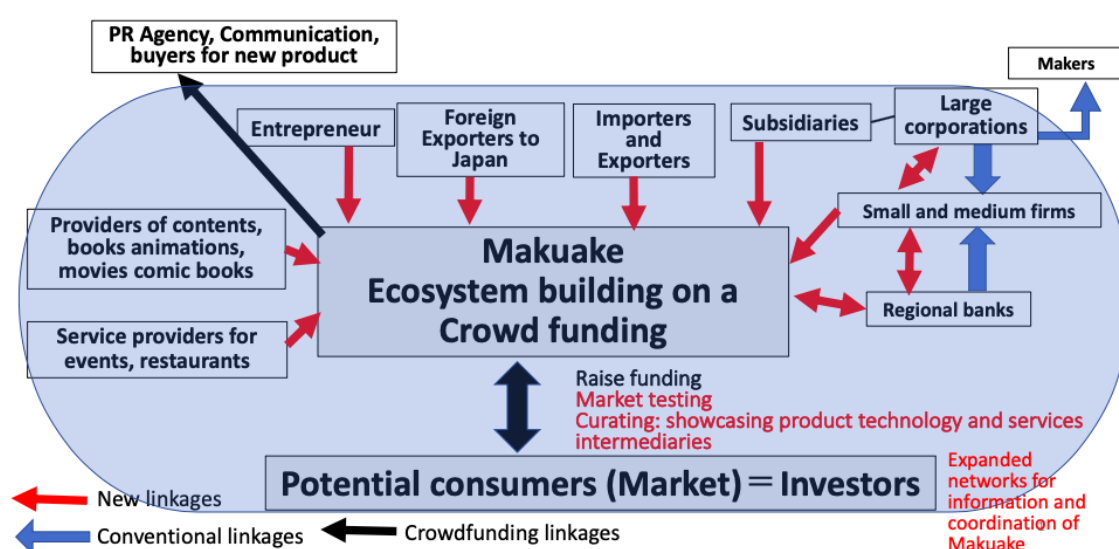 PR Agency, Communication,
buyers for new product
Makers
Entrepreneur
Foreign
Exporters to
Japan
Importers
and
Exporters
Subsidiaries
Large
corporations
Providers of contents,
books animations,
movies comic books
Small and medium firms
Makuake
Ecosystem building on a
Crowd funding
Regional banks
Service providers for
events, restaurants
Raise funding
Market testing
Curating: showcasing product technology and services
intermediaries
Potential consumers (Market)＝Investors
Expanded
networks for
information and
coordination of
Makuake
New linkages
Conventional linkages
Crowdfunding linkages